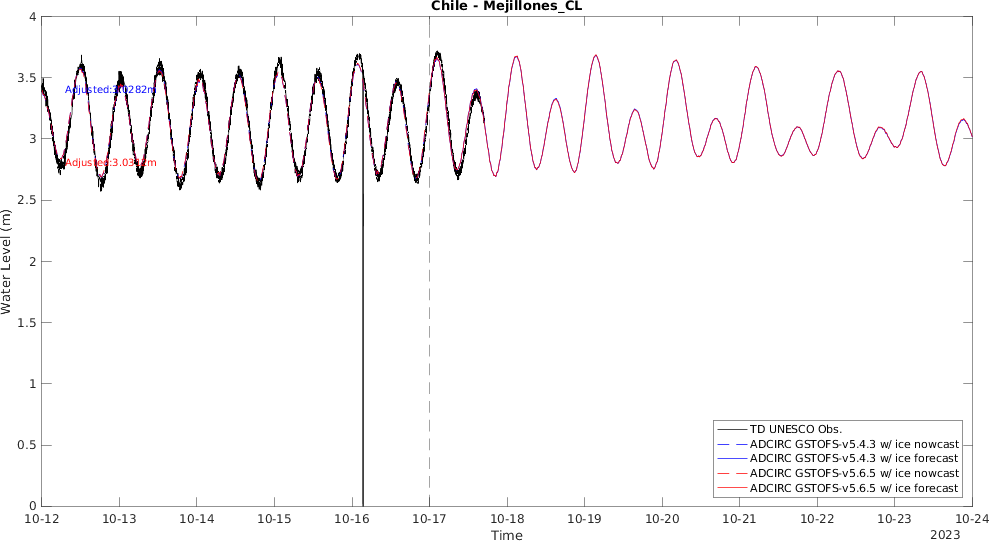 Chile - Mejillones_CL
4
3.5
3
2.5
2
1.5
1
0.5
0
Water Level (m)
Adjusted:3.0282m
TD UNESCO Obs.
ADCIRC GSTOFS-v5.4.3 w/ ice nowcast
ADCIRC GSTOFS-v5.4.3 w/ ice forecast
ADCIRC GSTOFS-v5.6.5 w/ ice nowcast
ADCIRC GSTOFS-v5.6.5 w/ ice forecast
10-12
10-13
10-14
10-15
10-16
10-17
10-18
10-19
10-20
10-21
10-22
10-23
10-24
Time
2023